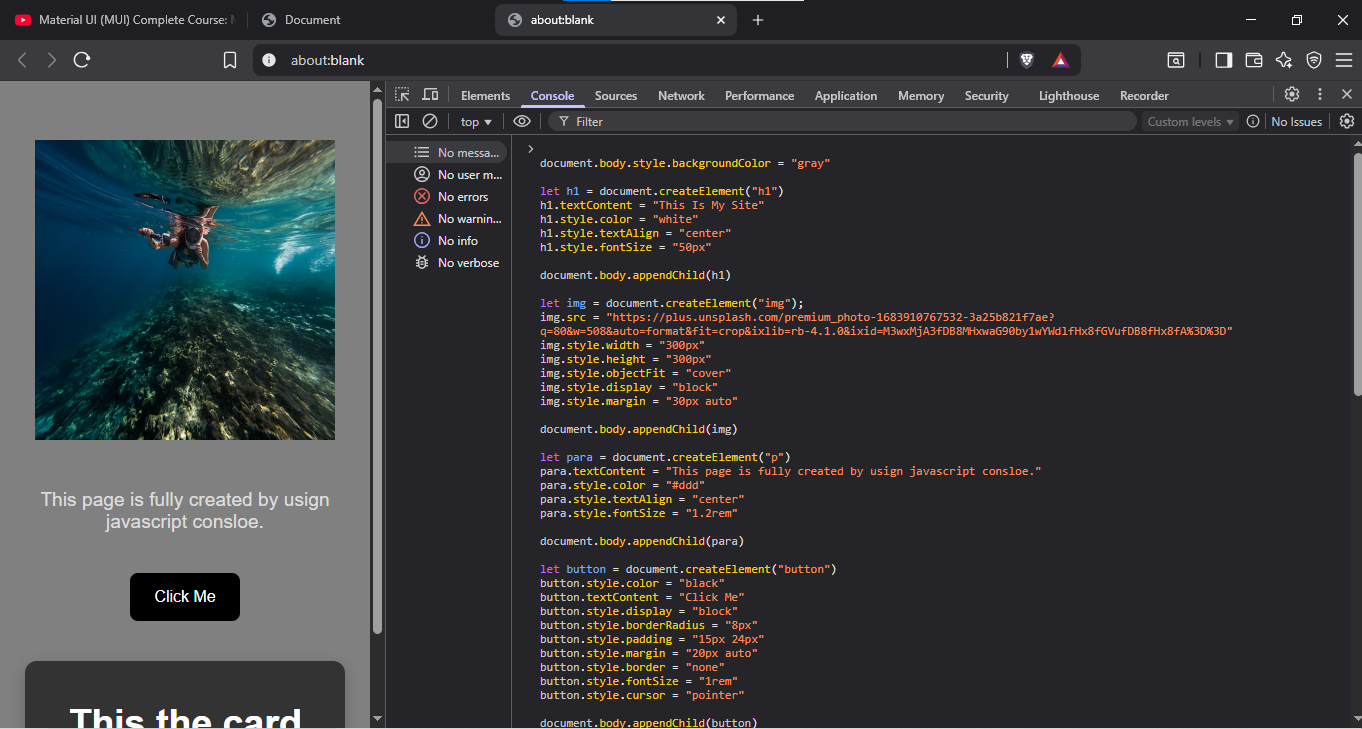 Material UI (MUI) Complete Course:
Document
about:blank
about:blank
Elements
Console
Sources
Network
Performance
Application
Memory
Security
Lighthouse
Recorder
top
Filter
Custom levels
No Issues
No messa...
No user m...
No errors
No warnin...
No info
No verbose
This page is fully created by usign
javascript consloe.
Click Me
This the card
document.body.style.backgroundColor = "gray"
let h1 = document.createElement("h1")
h1.textContent = "This Is My Site"
h1.style.color = "white"
h1.style.textAlign = "center"
h1.style.fontSize = "50px"
document.body.appendChild(h1)
let img = document.createElement("img");
img.src = "https://plus.unsplash.com/premium_photo-1683910767532-3a25b821f7ae?
q=80&w=508&auto=format&fit=crop&ixlib=rb-4.1.0&ixid=M3wxMjA3fDB8MHxwaG90by1wYWdlfHx8fGVufDB8fHx8fA%3D%3D"
img.style.width = "300px"
img.style.height = "300px"
img.style.objectFit = "cover"
img.style.display = "block"
img.style.margin = "30px auto"
document.body.appendChild(img)
let para = document.createElement("p")
para.textContent = "This page is fully created by usign javascript consloe."
para.style.color = "#ddd"
para.style.textAlign = "center"
para.style.fontSize = "1.2rem"
document.body.appendChild(para)
let button = document.createElement("button")
button.style.color = "black"
button.textContent = "Click Me"
button.style.display = "block"
button.style.borderRadius = "8px"
button.style.padding = "15px 24px"
button.style.margin = "20px auto"
button.style.border = "none"
button.style.fontSize = "1rem"
button.style.cursor = "pointer"
document.body.appendChild(button)